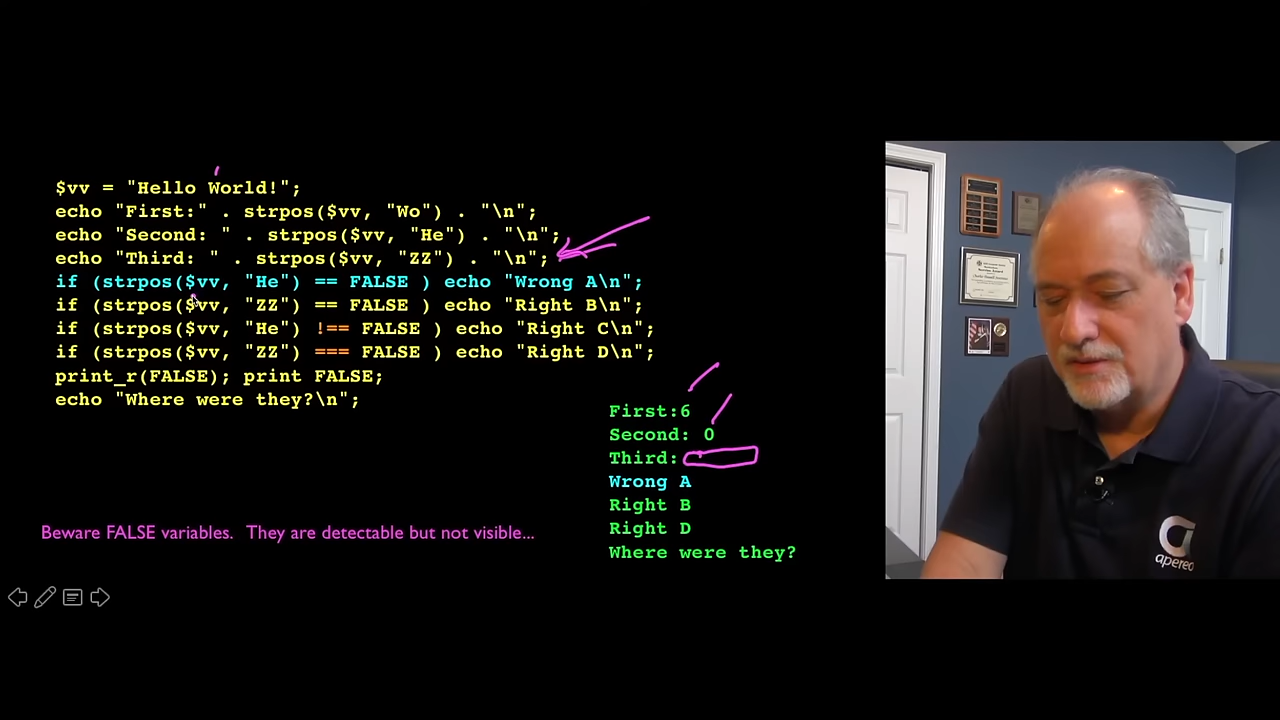 $vv = "Hello World!";
echo "First:" . strpos($vv, "Wo") . "\n";
echo "Second: " . strpos($vv, "He") . "\n";
echo "Third: " . strpos($vv, "ZZ") . "\n";
if (strpos($vv, "He") == FALSE ) echo "Wrong A\n";
if (strpos($vv, "ZZ") == FALSE ) echo "Right B\n";
if (strpos($vv, "He") !== FALSE ) echo "Right C\n";
if (strpos($vv, "ZZ") === FALSE ) echo "Right D\n";
print_r(FALSE); print FALSE;
echo "Where were they?\n";
First:6
Second: 0
Third:
Wrong A
Right B
Right D
Where were they?
Beware FALSE variables. They are detectable but not visible...
apereo